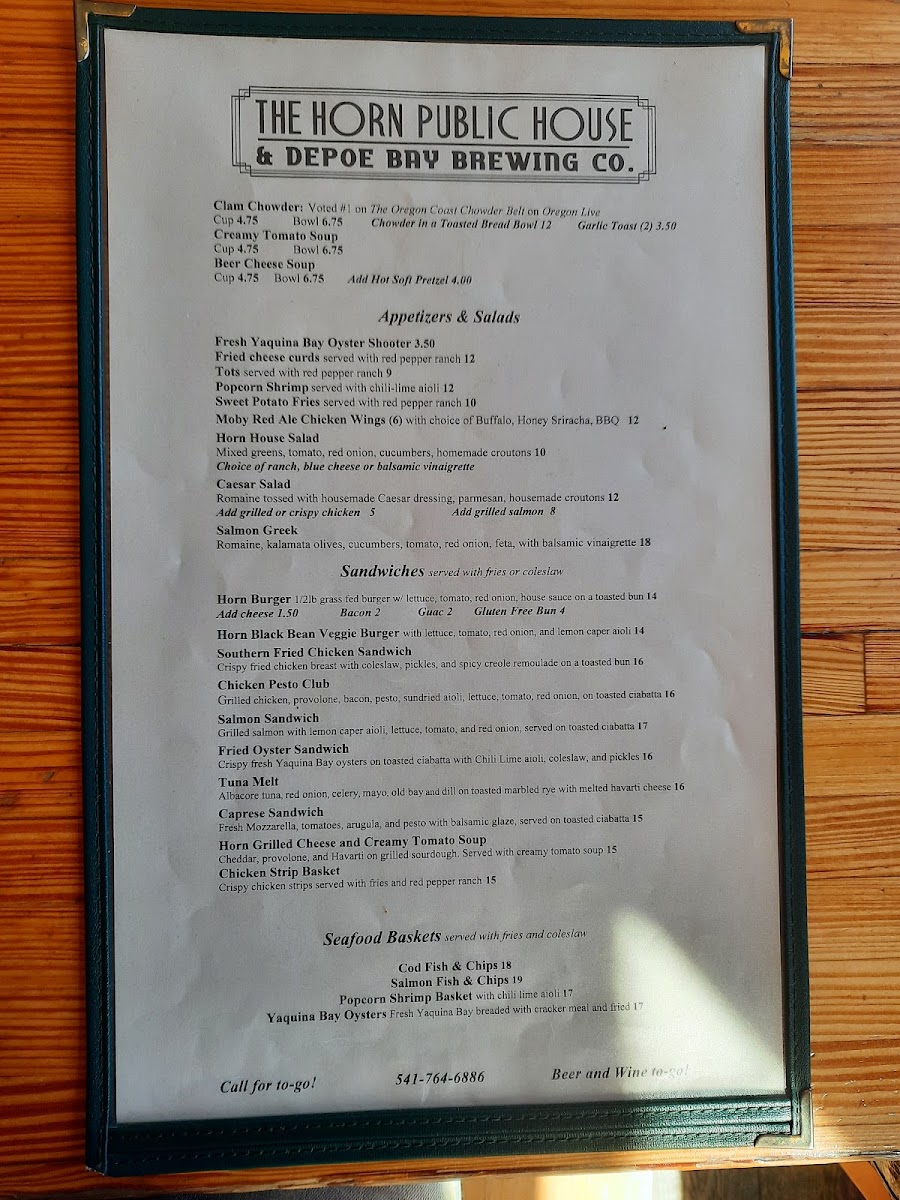 THE HORN PUBLIC HOUSE
& DEPOE BAY BREWING CO.
Clam Chowder: Voted #1 on The Oregon Coast Chowder Belt on Oregon Live
Cup 4.75 Bowl 6.75 Chowder in a Toasted Bread Bowl 12 Garlic Toast (2) 3.50
Creamy Tomato Soup
Cup 4.75 Bowl 6.75
Beer Cheese Soup
Cup 4.75 Bowl 6.75 Add Hot Soft Pretzel 4.00
Appetizers & Salads
Fresh Yaquina Bay Oyster Shooter 3.50
Fried cheese curds served with red pepper ranch 12
Tots served with red pepper ranch 9
Popcorn Shrimp served with chili-lime aioli 12
Sweet Potato Fries served with red pepper ranch 10
Moby Red Ale Chicken Wings (6) with choice of Buffalo, Honey Sriracha, BBQ 12
Horn House Salad
Mixed greens, tomato, red onion, cucumbers, homemade croutons 10
Choice of ranch, blue cheese or balsamic vinaigrette
Caesar Salad
Romaine tossed with housemade Caesar dressing, parmesan, housemade croutons 12
Add grilled or crispy chicken 5 Add grilled salmon 8
Salmon Greek
Romaine, kalamata olives, cucumbers, tomato, red onion, feta, with balsamic vinaigrette 18
Sandwiches served with fries or coleslaw
Horn Burger 1/2lb grass fed burger w/ lettuce, tomato, red onion, house sauce on a toasted bun 14
Add cheese 1.50 Bacon 2 Guac 2 Gluten Free Bun 4
Horn Black Bean Veggie Burger with lettuce, tomato, red onion, and lemon caper aioli 14
Southern Fried Chicken Sandwich
Crispy fried chicken breast with coleslaw, pickles, and spicy creole remoulade on a toasted bun 16
Chicken Pesto Club
Grilled chicken, provolone, bacon, pesto, sundried aioli, lettuce, tomato, red onion, on toasted ciabatta 16
Salmon Sandwich
Grilled salmon with lemon caper aioli, lettuce, tomato, and red onion, served on toasted ciabatta 17
Fried Oyster Sandwich
Crispy fresh Yaquina Bay oysters on toasted ciabatta with Chili Lime aioli, coleslaw, and pickles 16
Tuna Melt
Albacore tuna, red onion, celery, mayo, old bay and dill on toasted marbled rye with melted havarti cheese 16
Caprese Sandwich
Fresh Mozzarella, tomatoes, arugula, and pesto with balsamic glaze, served on toasted ciabatta 15
Horn Grilled Cheese and Creamy Tomato Soup
Cheddar, provolone, and Havarti on grilled sourdough. Served with creamy tomato soup 15
Chicken Strip Basket
Crispy chicken strips served with fries and red pepper ranch 15
Seafood Baskets served with fries and coleslaw
Cod Fish & Chips 18
Salmon Fish & Chips 19
Popcorn Shrimp Basket with chili lime aioli 17
Yaquina Bay Oysters Fresh Yaquina Bay breaded with cracker meal and fried 17
Call for to-go! 541-764-6886 Beer and Wine to-go!